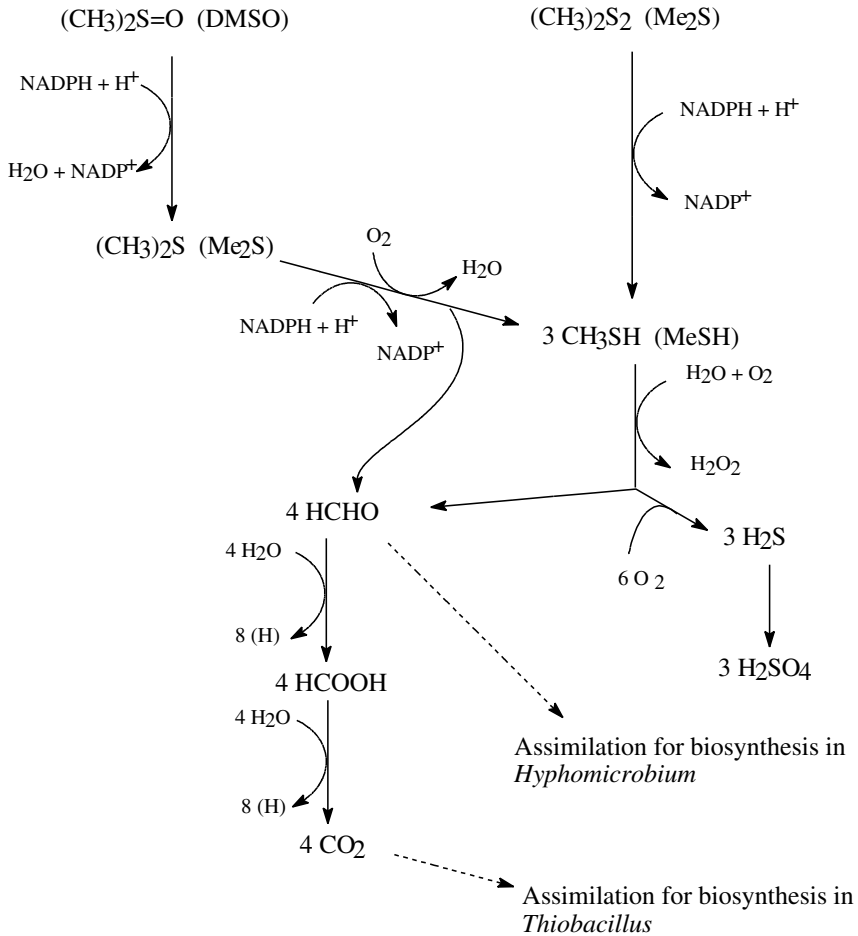 (CH3)2S=O (DMSO)
(CH3)2S2 (Me2S)
NADPH + H+
H2O + NADP+
NADPH + H+
NADP+
(CH3)2S (Me2S)
O2
H2O
NADPH + H+
NADP+
3 CH3SH (MeSH)
H2O + O2
H2O2
4 HCHO
3 H2S
6 O2
4 H2O
8 (H)
3 H2SO4
4 HCOOH
4 H2O
8 (H)
Assimilation for biosynthesis in
Hyphomicrobium
4 CO2
Assimilation for biosynthesis in
Thiobacillus